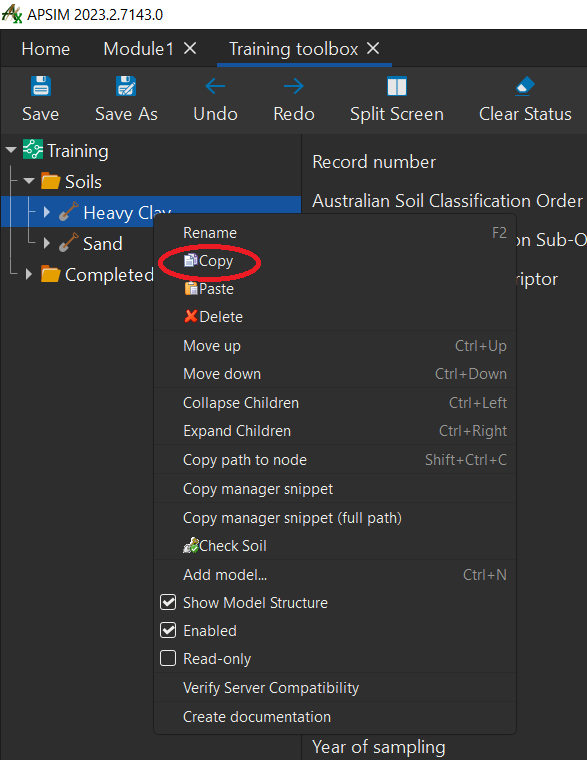 APSIM 2023.2.7143.0
Home Module1 Training toolbox
Save Save As Undo Redo Split Screen Clear Status
Training
Soils
Heavy Clay
Sand
Completed
Record number
Australian Soil Classification Order
on Sub-O
iptor
Rename F2
Copy
Paste
Delete
Move up Ctrl+Up
Move down Ctrl+Down
Collapse Children Ctrl+Left
Expand Children Ctrl+Right
Copy path to node Shift+Ctrl+C
Copy manager snippet
Copy manager snippet (full path)
Check Soil
Add model... Ctrl+N
Show Model Structure
Enabled
Read-only
Verify Server Compatibility
Create documentation
Year of sampling